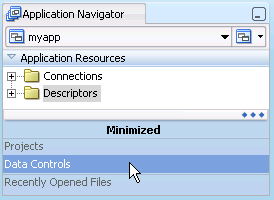 Application Navigator
myapp
Application Resources
Connections
Descriptors
Minimized
Projects
Data Controls
Recently Opened Files